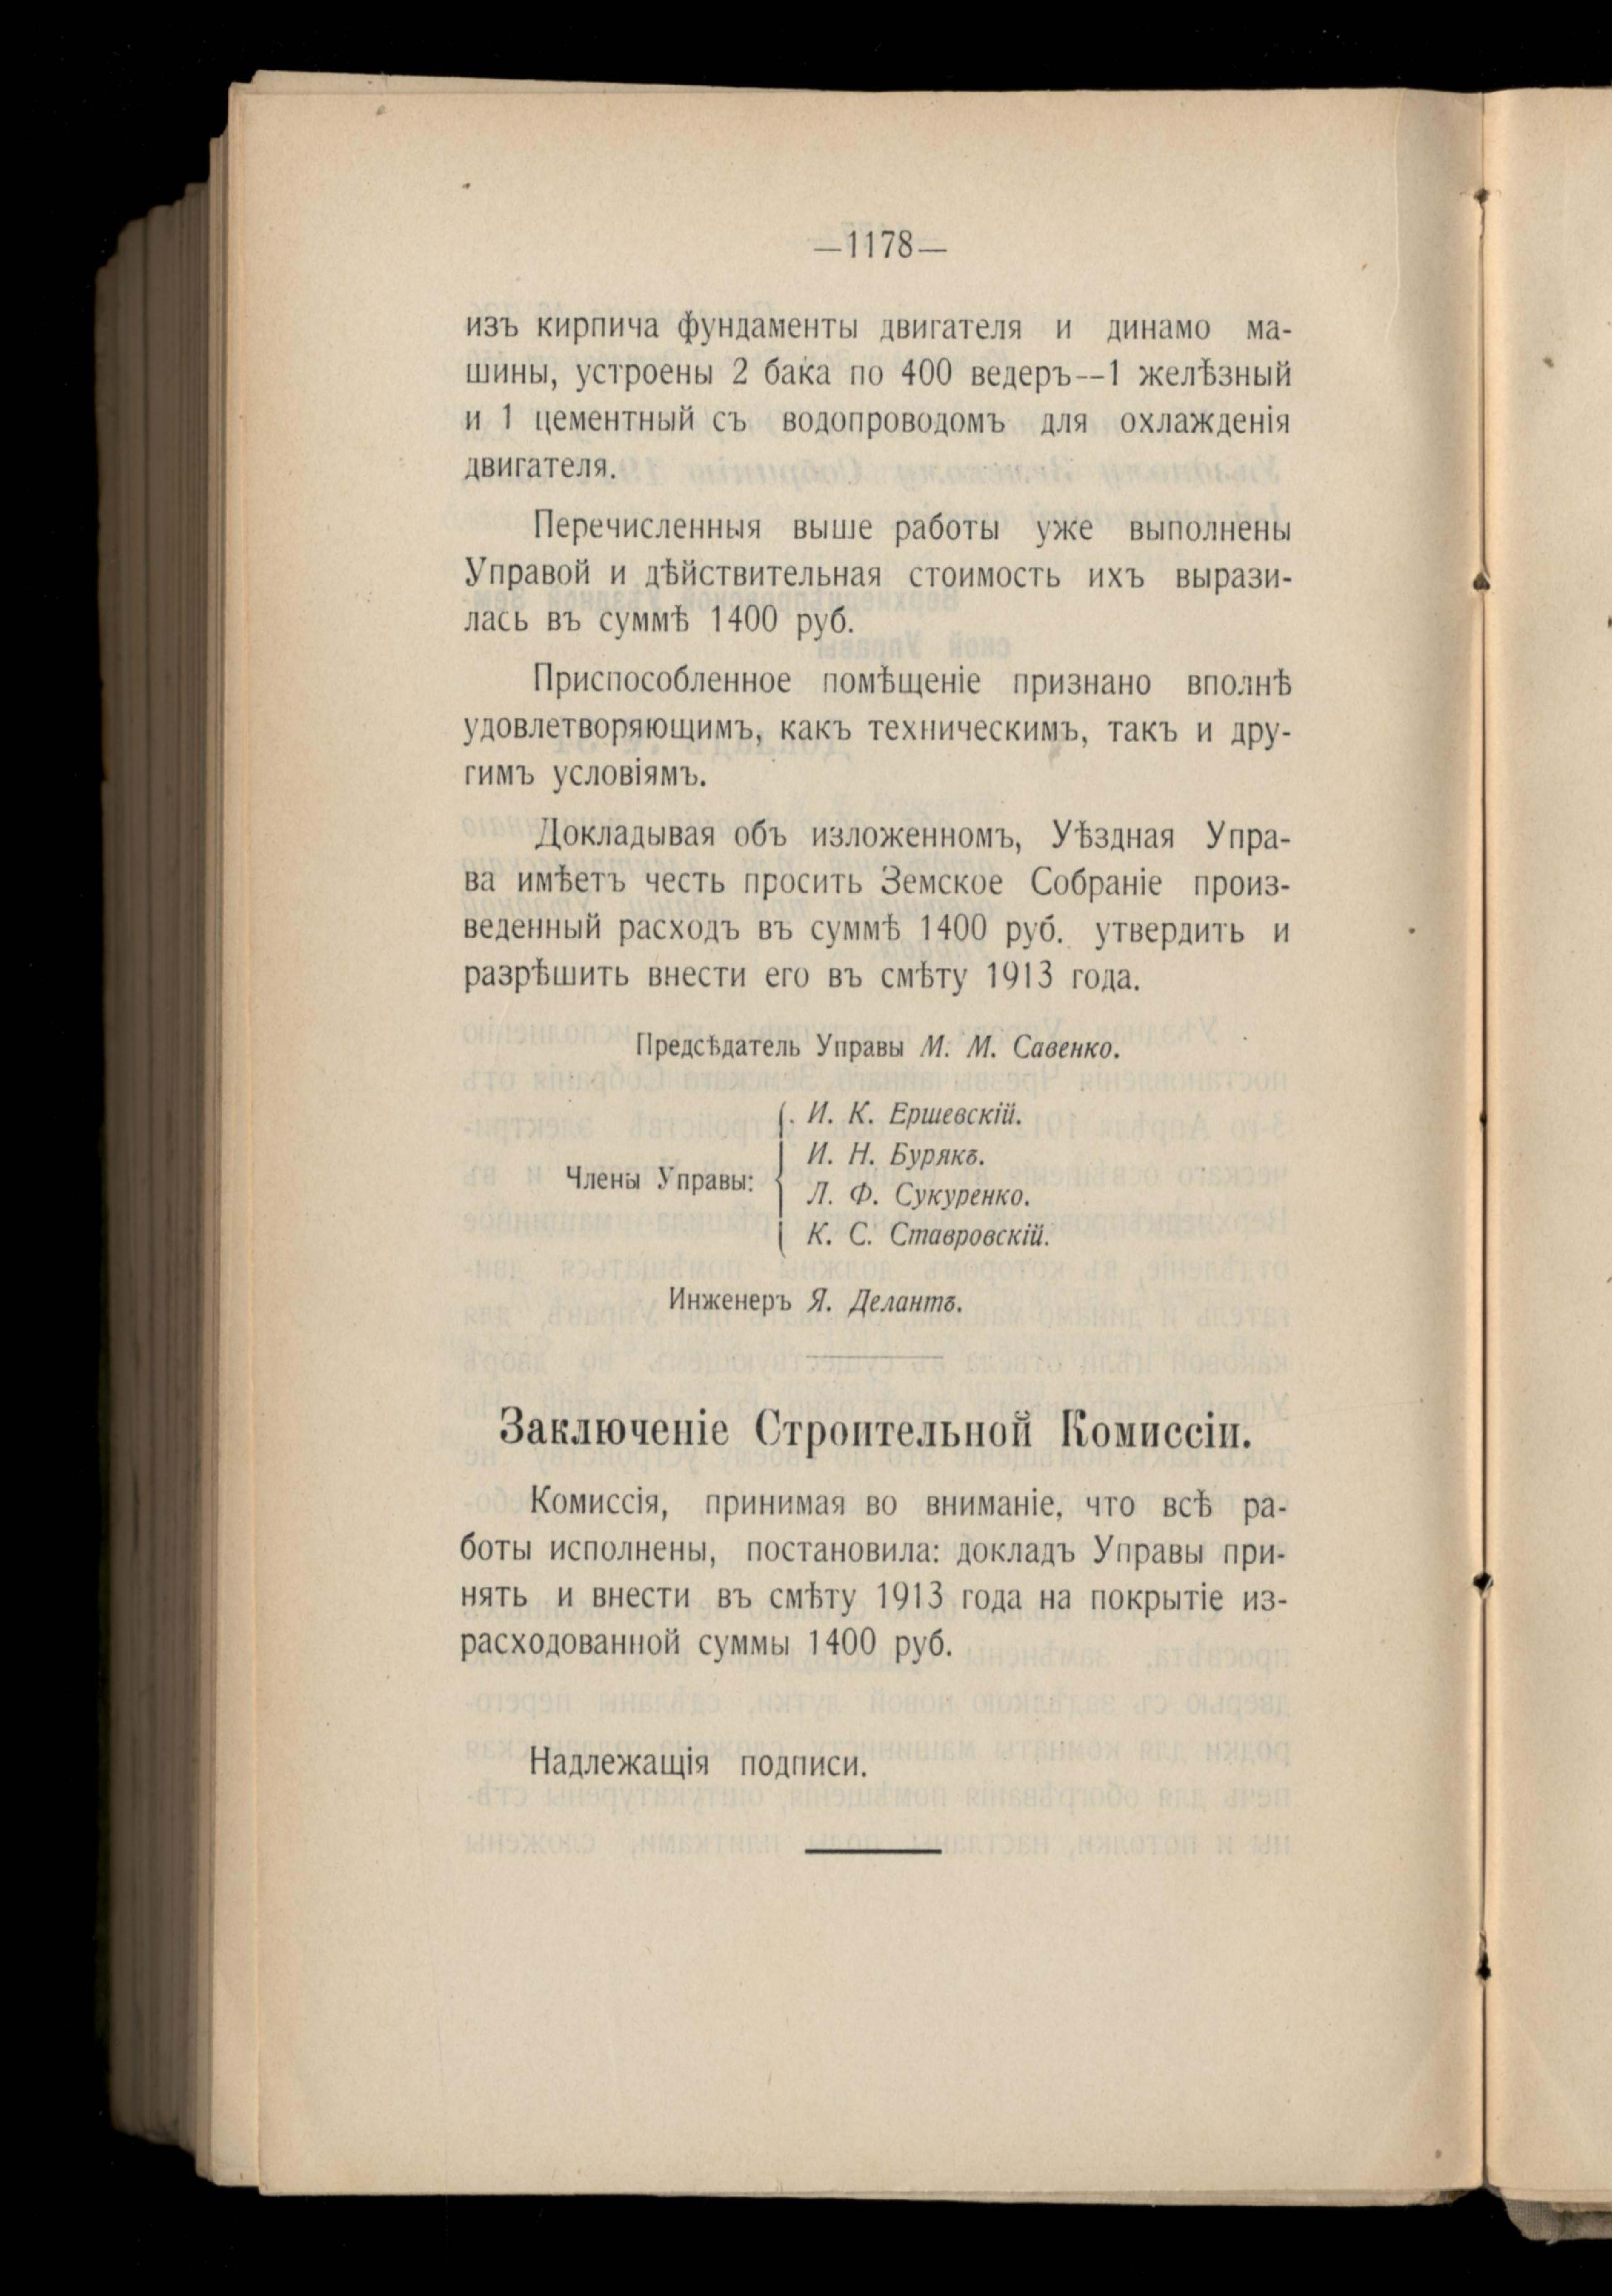 —1178—
изъ кирпича фундаменты двигателя и динамо ма-
шины, устроены 2 бака по 400 ведеръ--1 желѣзный
и 1 цементный съ водопроводомъ для охлажденія
двигателя.
Перечисленныя выше работы уже выполнены
Управой и дѣйствительная стоимость ихъ вырази-
лась въ суммѣ 1400 руб.
Приспособленное помѣщеніе признано вполнѣ
удовлетворяющимъ, какъ техническимъ, такъ и дру-
гимъ условіямъ.
Докладывая объ изложенномъ, Уѣздная Упра-
ва имѣетъ честь просить Земское Собраніе произ-
веденный расходъ въ суммѣ 1400 руб. утвердить и
разрѣшить внести его въ смѣту 1913 года.
Предсѣдатель Управы М. М. Савенко.
И. К. Ершевскій.
И. Н. Бурякъ.
Члены Управы:
Л. Ф. Сукуренко.
К. С. Ставровскій.
Инженеръ Я. Делантъ.
Заключеніе Строительной Комиссіи.
Комиссія, принимая во вниманіе, что всѣ ра-
боты исполнены, постановила: докладъ Управы при-
нять и внести въ смѣту 1913 года на покрытіе из-
расходованной суммы 1400 руб.
Надлежащія подписи.